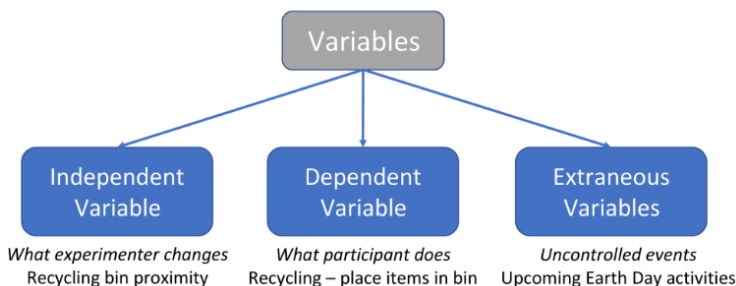 Variables
Independent
Variable
Dependent
Variable
Extraneous
Variables
What experimenter changes
Recycling bin proximity
What participant does
Recycling – place items in bin
Uncontrolled events
Upcoming Earth Day activities